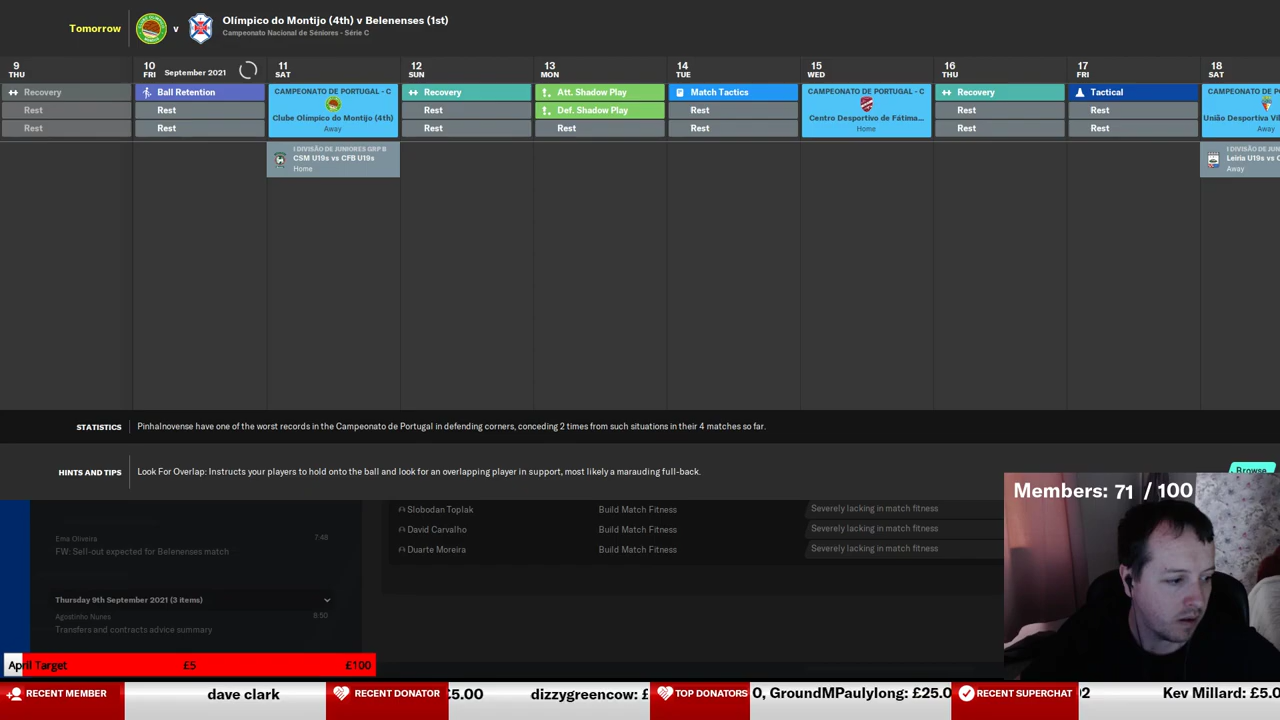 Tomorrow
v
Olímpico do Montijo (4th) v Belenenses (1st)
Campeonato Nacional de Séniores - Série C
9 THU
10 FRI September 2021
11 SAT
12 SUN
13 MON
14 TUE
15 WED
16 THU
17 FRI
18 SAT
Recovery
Rest
Rest
Ball Retention
Rest
Rest
CAMPEONATO DE PORTUGAL - C
Clube Olímpico do Montijo (4th)
Away
Recovery
Rest
Rest
Att. Shadow Play
Def. Shadow Play
Rest
Match Tactics
Rest
Rest
CAMPEONATO DE PORTUGAL - C
Centro Desportivo de Fátima...
Home
Recovery
Rest
Rest
Tactical
Rest
Rest
CAMPEONATO DE PO
União Desportiva Vil
Away
I DIVISÃO DE JUNIORES GRP B
CSM U19s vs CFB U19s
Home
I DIVISÃO DE JUN
Leiria U19s vs C
Away
STATISTICS
Pinhalnovense have one of the worst records in the Campeonato de Portugal in defending corners, conceding 2 times from such situations in their 4 matches so far.
HINTS AND TIPS
Look For Overlap: Instructs your players to hold onto the ball and look for an overlapping player in support, most likely a marauding full-back.
Browse
Members: 71 / 100
Slobodan Toplak Build Match Fitness Severely lacking in match fitness
David Carvalho Build Match Fitness Severely lacking in match fitness
Duarte Moreira Build Match Fitness Severely lacking in match fitness
Ema Oliveira 7:48
FW: Sell-out expected for Belenenses match
Thursday 9th September 2021 (3 items)
Agostinho Nunes 8:50
Transfers and contracts advice summary
April Target £5 £100
RECENT MEMBER
dave clark
RECENT DONATOR
£5.00 dizzygreencow: £
TOP DONATORS
0, GroundMPaulylong: £25.0
RECENT SUPERCHAT
Kev Millard: £5.0